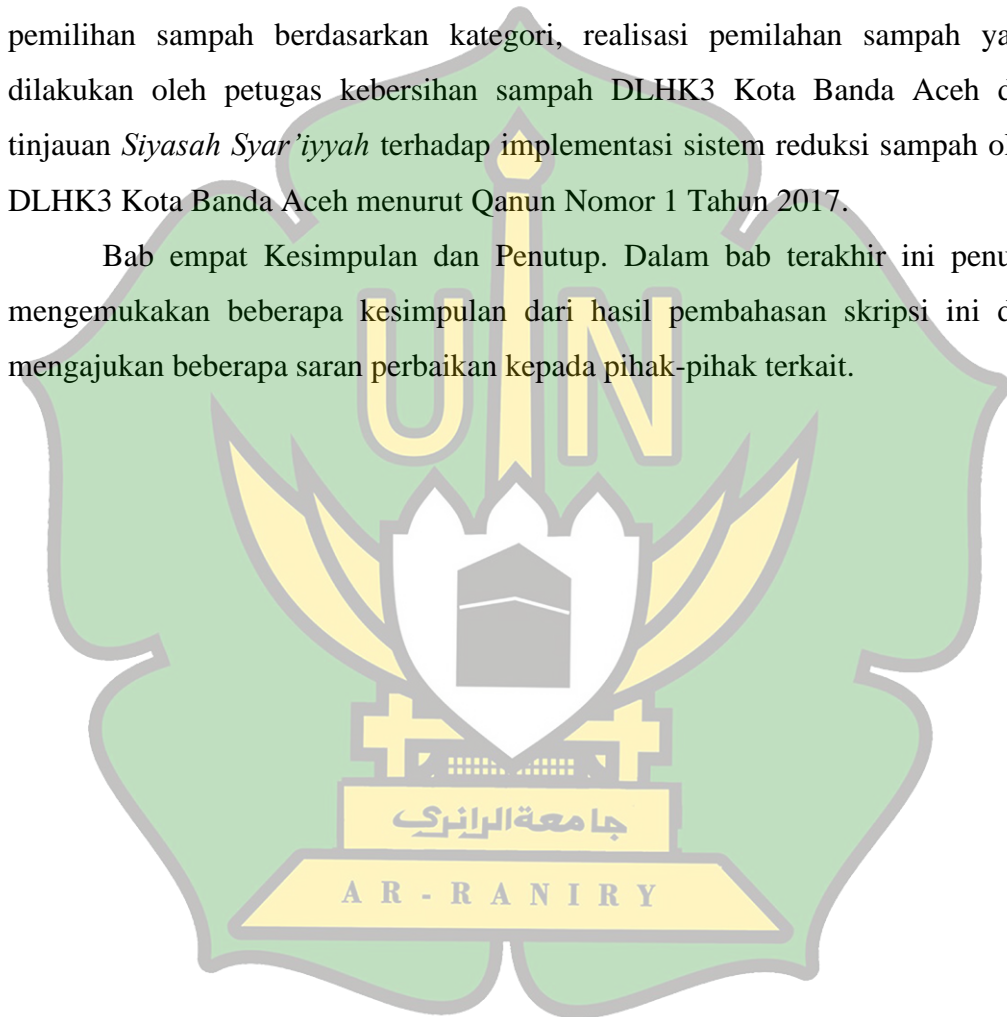 pemilihan sampah berdasarkan kategori, realisasi pemilahan sampah ya
dilakukan oleh petugas kebersihan sampah DLHK3 Kota Banda Aceh d
tinjauan Siyasah Syar’iyyah terhadap implementasi sistem reduksi sampah ol
DLHK3 Kota Banda Aceh menurut Qanun Nomor 1 Tahun 2017.
Bab empat Kesimpulan dan Penutup. Dalam bab terakhir ini penu
mengemukakan beberapa kesimpulan dari hasil pembahasan skripsi ini d
mengajukan beberapa saran perbaikan kepada pihak-pihak terkait.
UIN
جامعة الرانري
AR-RANIRY